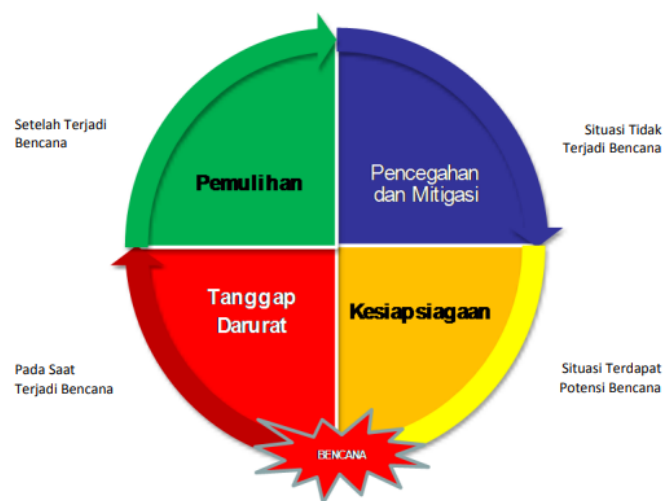 Setelah Terjadi
Bencana
Pemulihan
Pencegahan
dan Mitigasi
Situasi Tidak
Terjadi Bencana
Pada Saat
Terjadi Bencana
Tanggap
Darurat
Kesiapsiagaan
Situasi Terdapat
Potensi Bencana
BENCANA